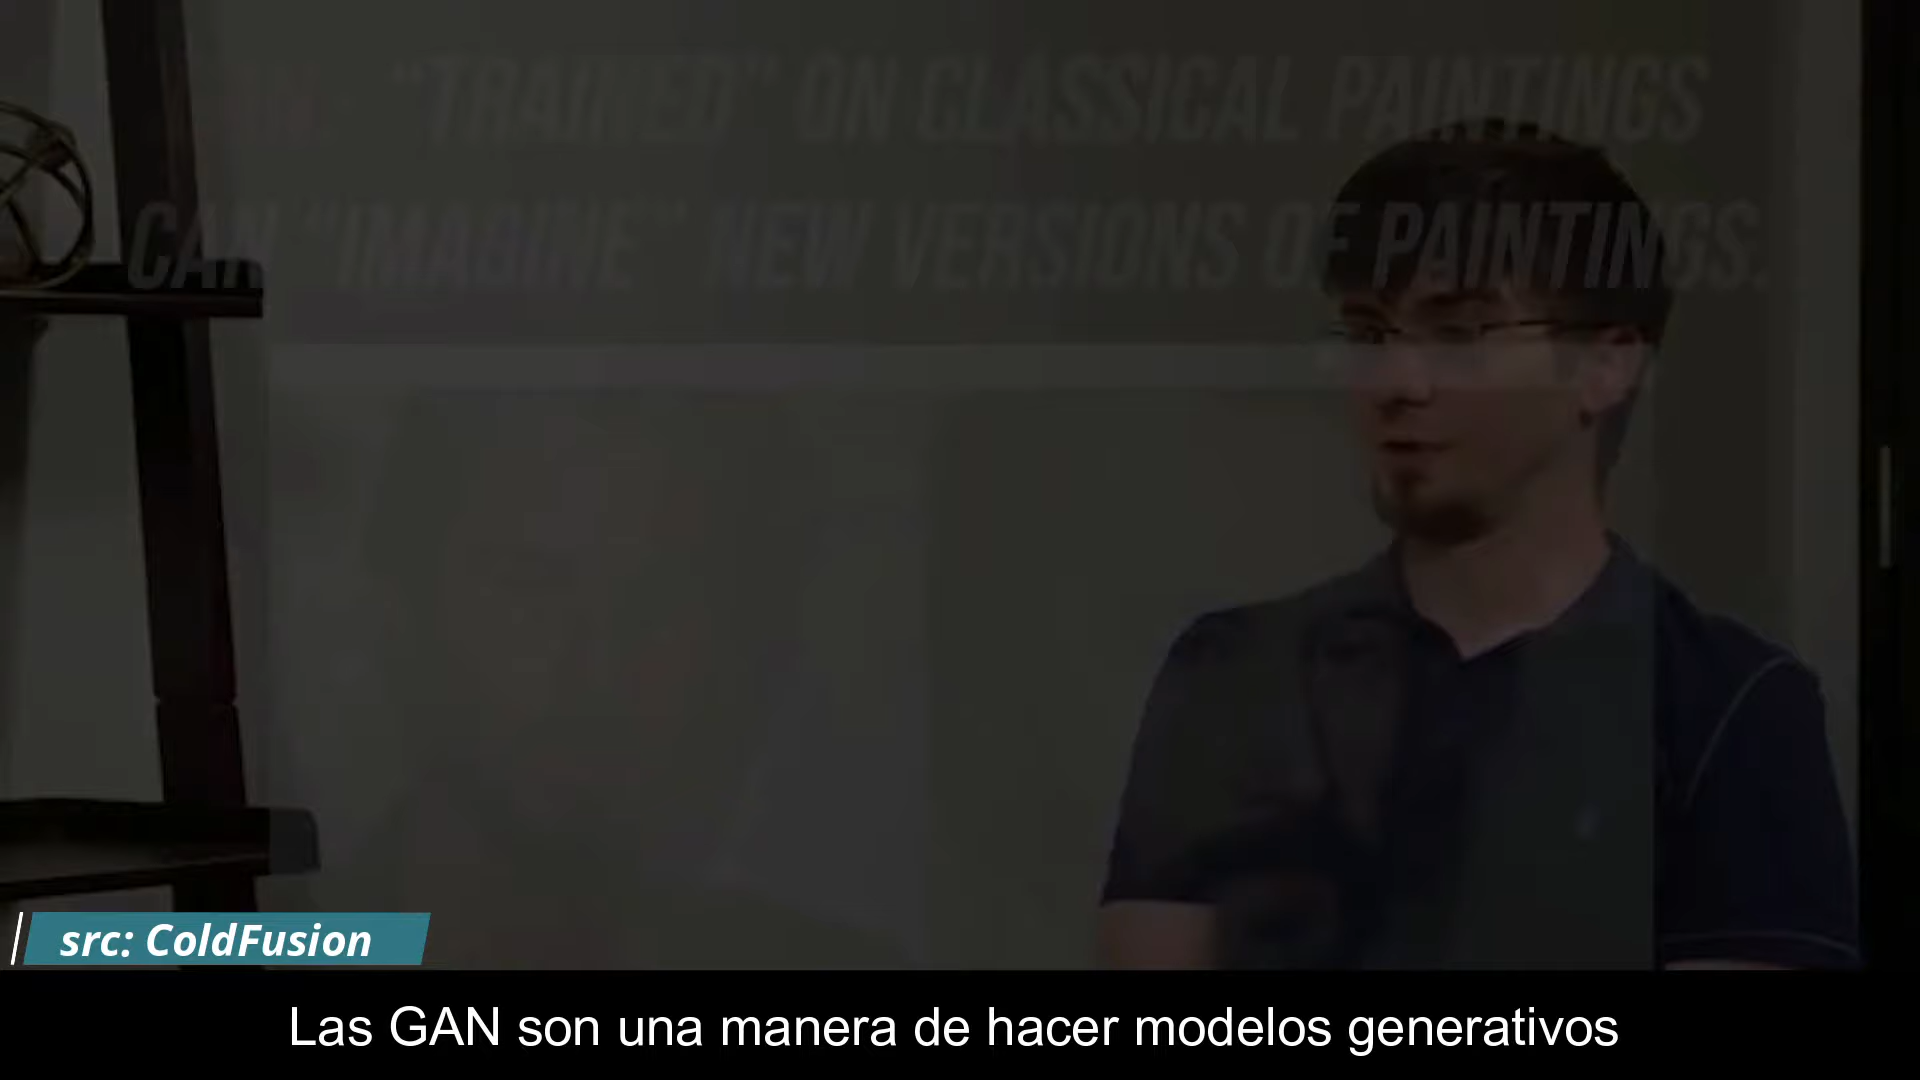 "TRAINED" ON CLASSICAL PAINTINGS
CAN "IMAGINE" NEW VERSIONS OF PAINTINGS.
src: ColdFusion
Las GAN son una manera de hacer modelos generativos